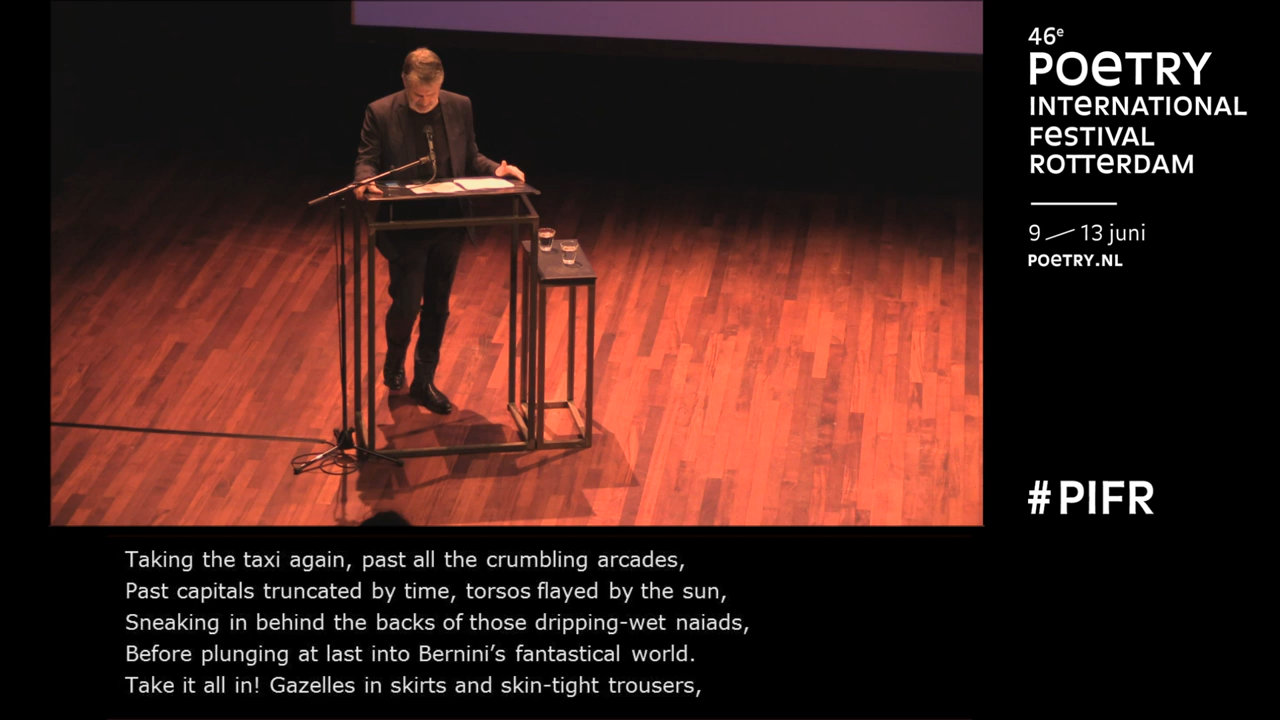 46e
POETRY
INTERNATIONAL
FESTIVAL
ROTTERDAM
9 — 13 juni
POETRY.NL
#PIFR
Taking the taxi again, past all the crumbling arcades,
Past capitals truncated by time, torsos flayed by the sun,
Sneaking in behind the backs of those dripping-wet naiads,
Before plunging at last into Bernini’s fantastical world.
Take it all in! Gazelles in skirts and skin-tight trousers,